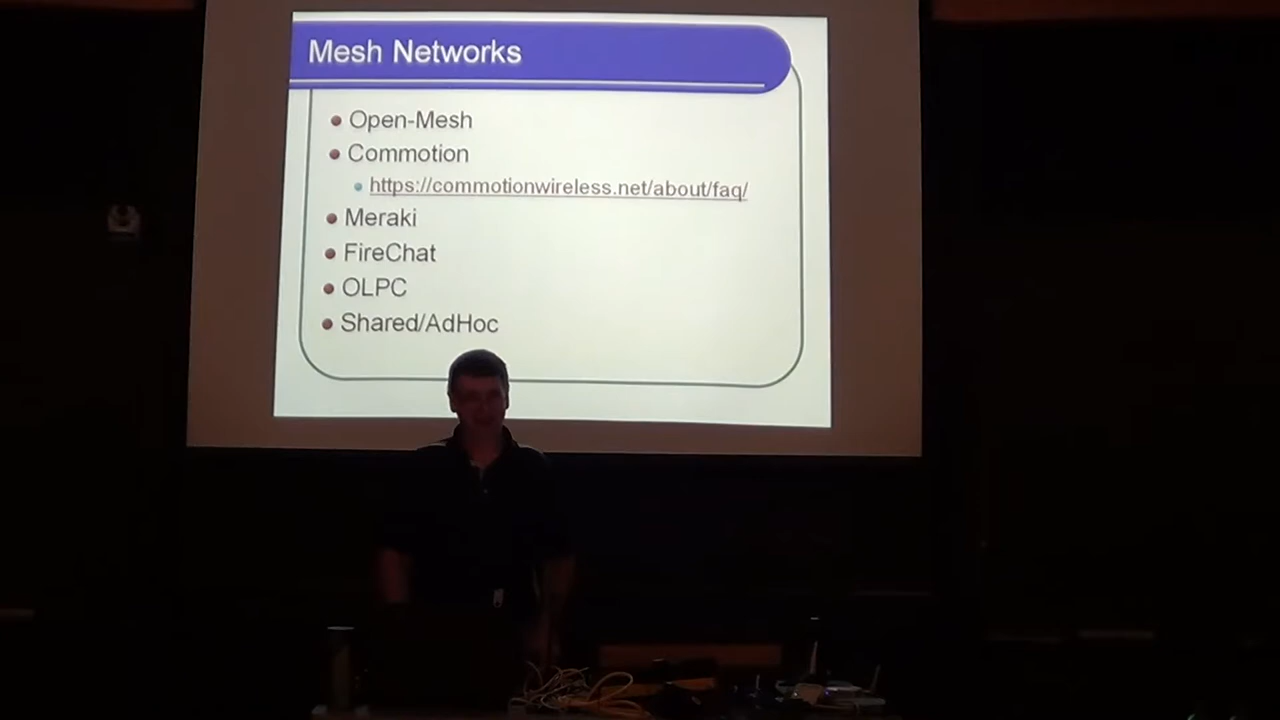 Mesh Networks
Open-Mesh
Commotion
https://commotionwireless.net/about/faq/
Meraki
FireChat
OLPC
Shared/AdHoc